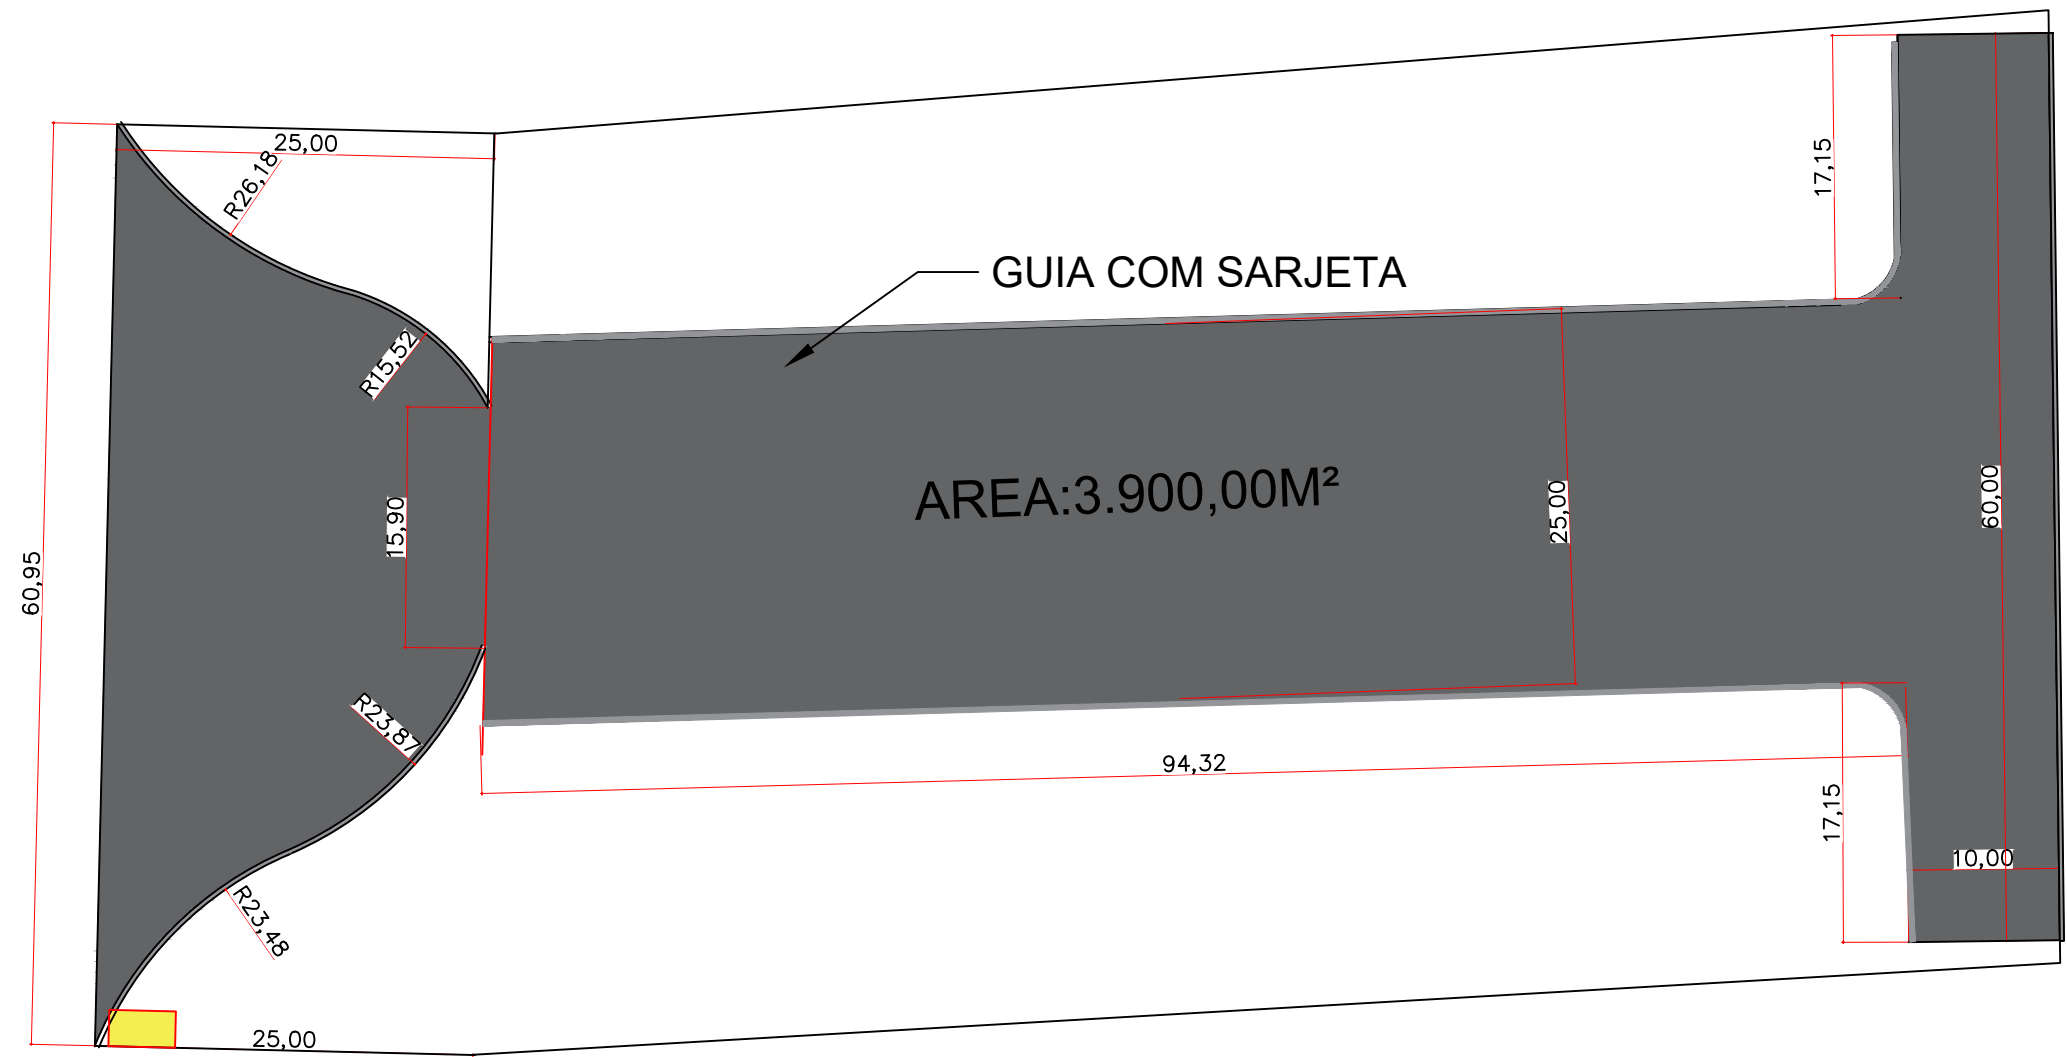 25,00
R26,18
17,15
GUIA COM SARJETA
R15,52
AREA:3.900,00M²
15,90
25,00
60,00
60,95
R23,87
94,32
17,15
10,00
R23,48
25,00